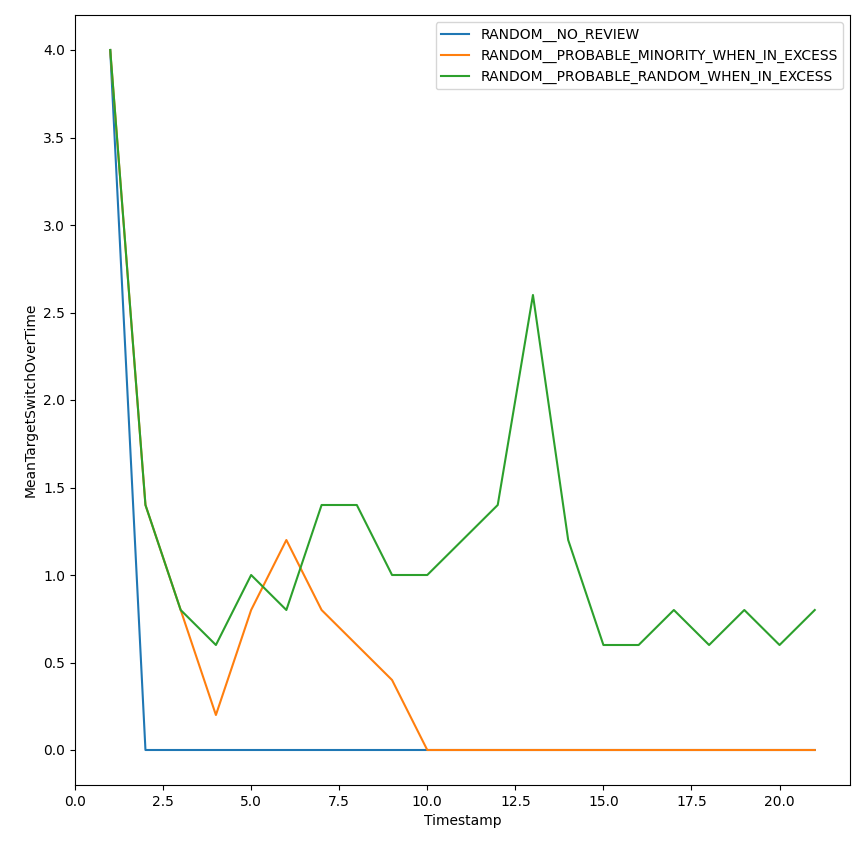 RANDOM__NO_REVIEW
RANDOM__PROBABLE_MINORITY_WHEN_IN_EXCESS
RANDOM__PROBABLE_RANDOM_WHEN_IN_EXCESS
MeanTargetSwitchOverTime
4.0
3.5
3.0
2.5
2.0
1.5
1.0
0.5
0.0
0.0 2.5 5.0 7.5 10.0 12.5 15.0 17.5 20.0
Timestamp